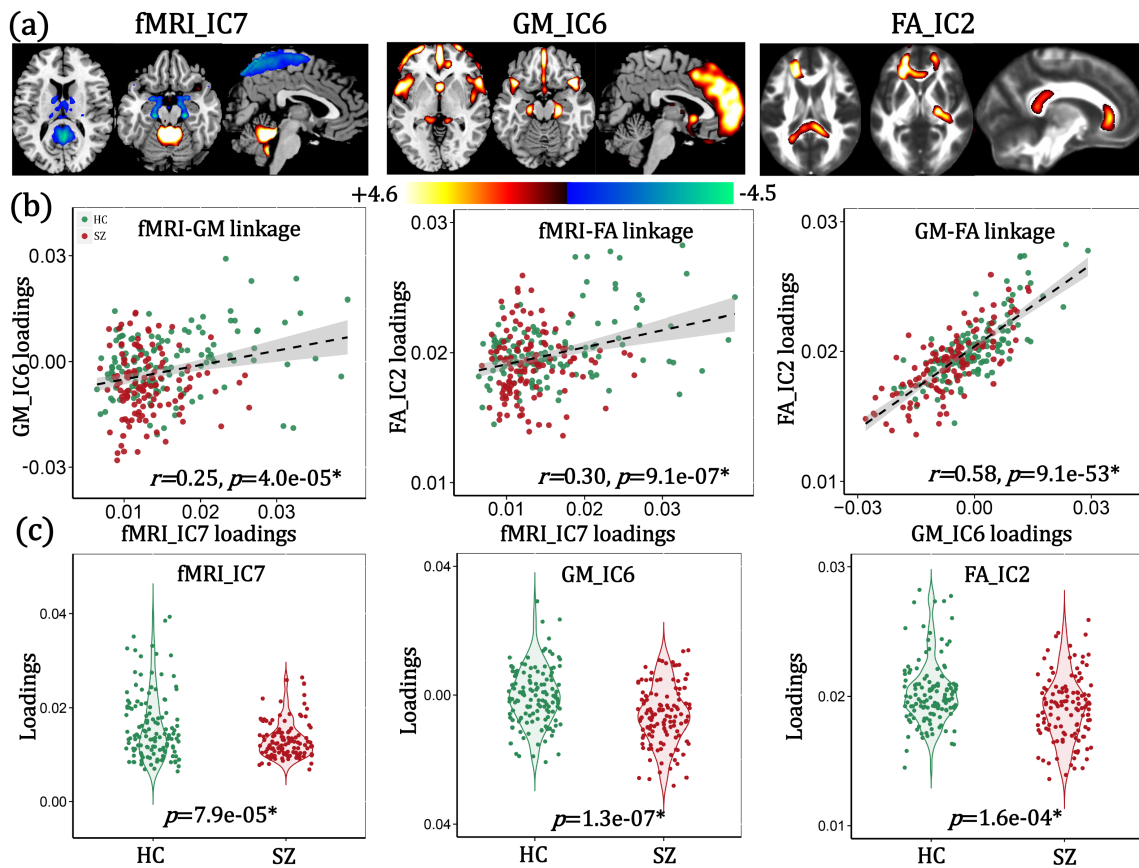 (a)
fMRI_IC7
GM_IC6
FA_IC2
+4.6
-4.5
(b)
HC
SZ
fMRI-GM linkage
GM_IC6 loadings
0.03
0.00
-0.03
r=0.25, p=4.0e-05*
0.01
0.02
0.03
fMRI_IC7 loadings
fMRI-FA linkage
FA_IC2 loadings
0.03
0.02
0.01
r=0.30, p=9.1e-07*
0.01
0.02
0.03
fMRI_IC7 loadings
GM-FA linkage
FA_IC2 loadings
0.03
0.02
0.01
r=0.58, p=9.1e-53*
−0.03
0.00
0.03
GM_IC6 loadings
(c)
fMRI_IC7
Loadings
0.04
0.02
0.00
p=7.9e-05*
HC
SZ
GM_IC6
Loadings
0.04
0.00
0.04
p=1.3e-07*
HC
SZ
FA_IC2
Loadings
0.03
0.02
0.01
p=1.6e-04*
HC
SZ